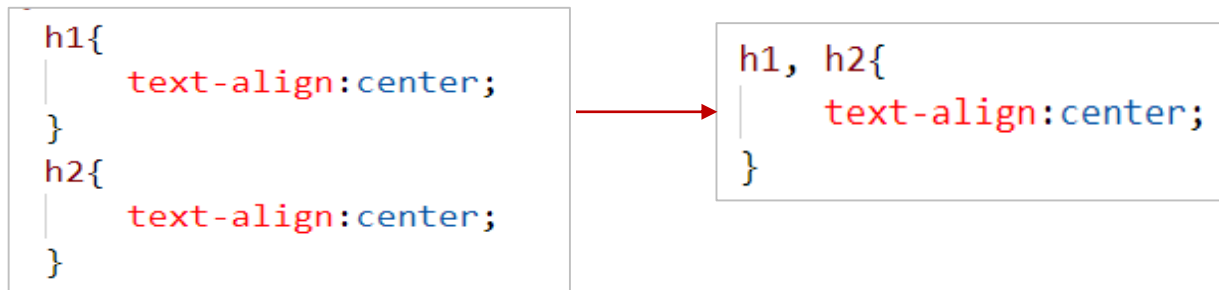 h1{
text-align:center;
}
h2{
text-align:center;
}
h1, h2{
text-align:center;
}